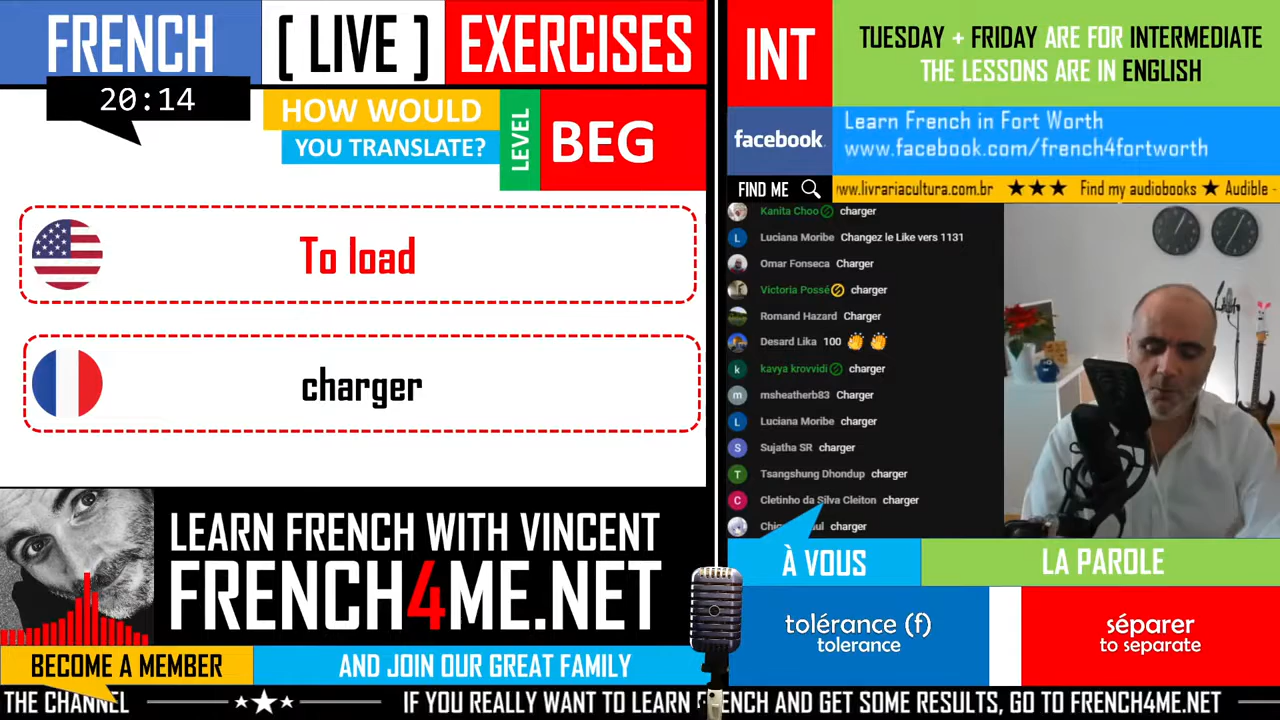 FRENCH
[ LIVE ]
EXERCISES
20:14
HOW WOULD
YOU TRANSLATE?
LEVEL
BEG
To load
charger
LEARN FRENCH WITH VINCENT
FRENCH4ME.NET
BECOME A MEMBER
AND JOIN OUR GREAT FAMILY
INT
TUESDAY + FRIDAY ARE FOR INTERMEDIATE
THE LESSONS ARE IN ENGLISH
facebook.
Learn French in Fort Worth
www.facebook.com/french4fortworth
FIND ME
www.livrariacultura.com.br ★★★ Find my audiobooks ★ Audible -
Kanita Choo charger
L Luciana Moribe Changez le Like vers 1131
Omar Fonseca Charger
Victoria Possé charger
Romand Hazard Charger
Desard Lika 100
k kavya krovvidi charger
m msheatherb83 Charger
L Luciana Moribe charger
S Sujatha SR charger
T Tsangshung Dhondup charger
C Cletinho da Silva Cleiton charger
charger
À VOUS
LA PAROLE
tolérance (f)
tolerance
séparer
to separate
THE CHANNEL
IF YOU REALLY WANT TO LEARN FRENCH AND GET SOME RESULTS, GO TO FRENCH4ME.NET